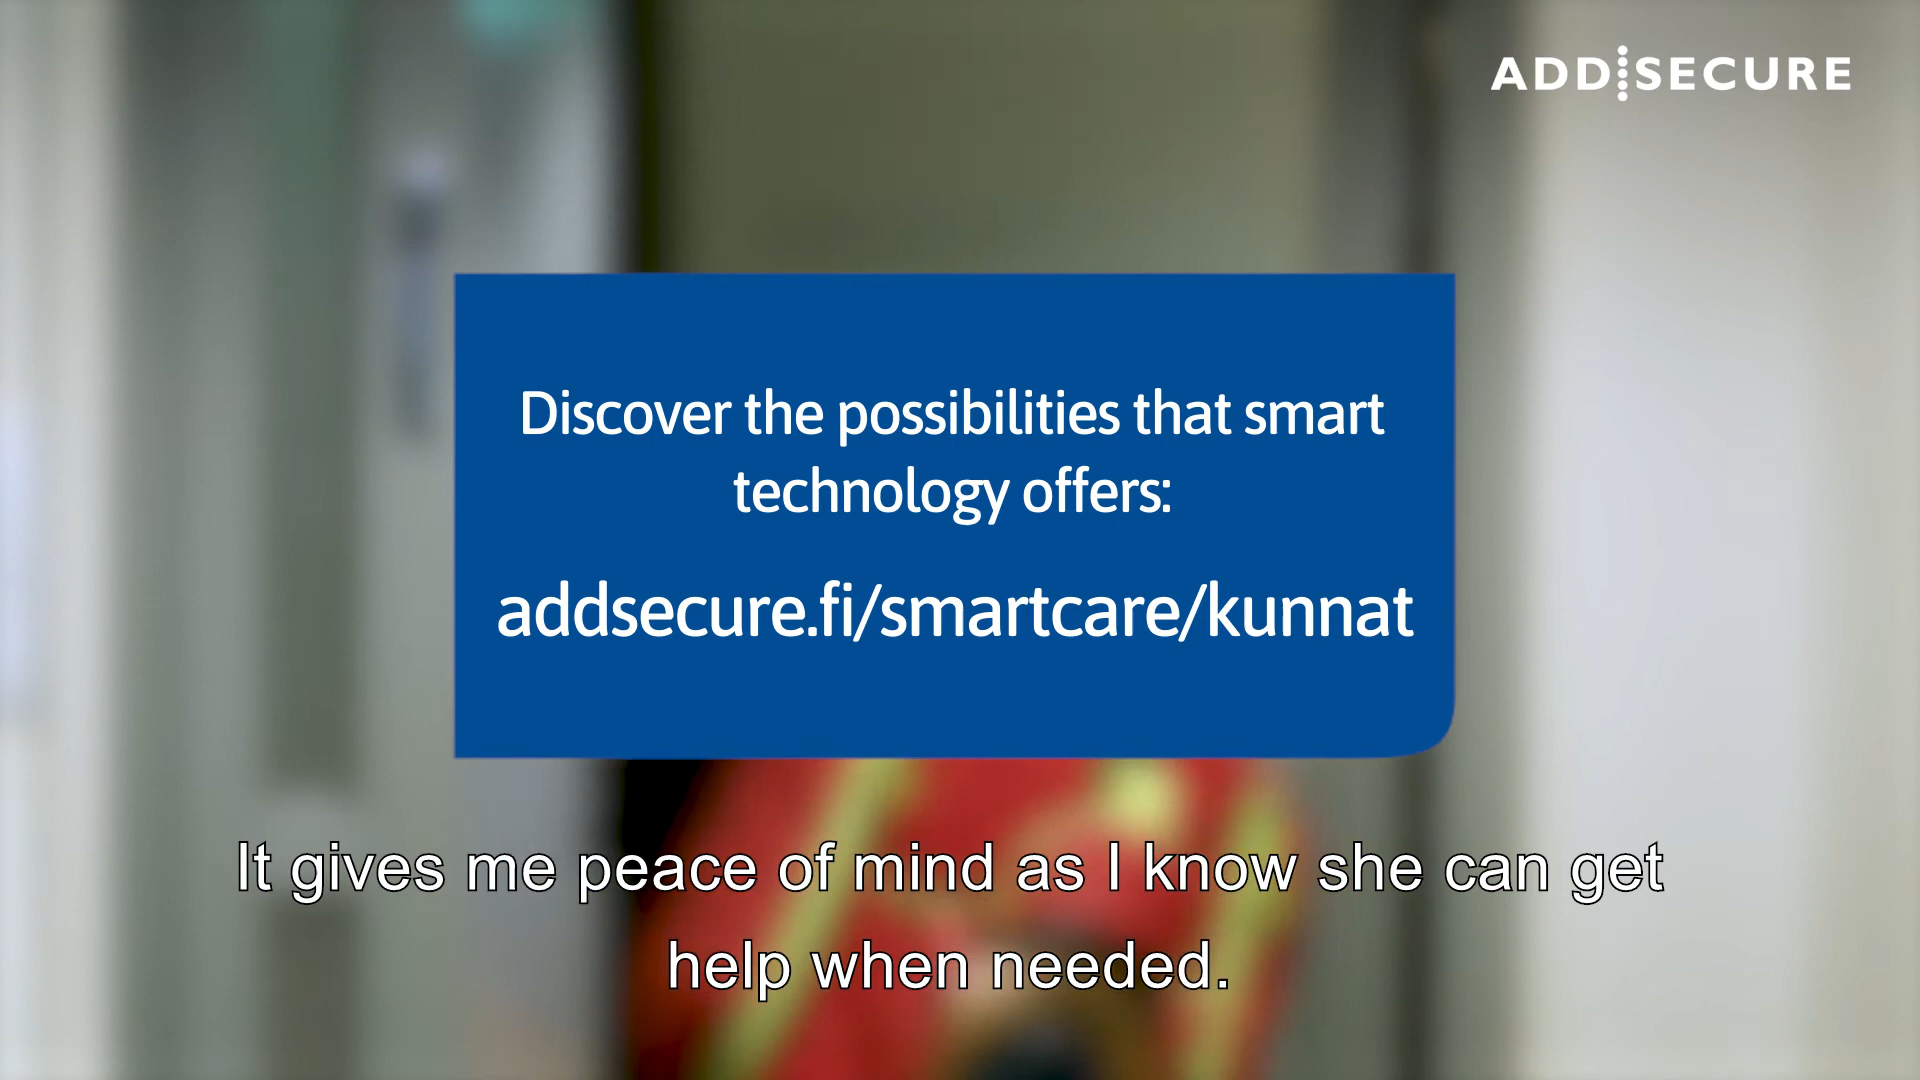 ADDSECURE
Discover the possibilities that smart
technology offers:
addsecure.fi/smartcare/kunnat
It gives me peace of mind as I know she can get
help when needed.